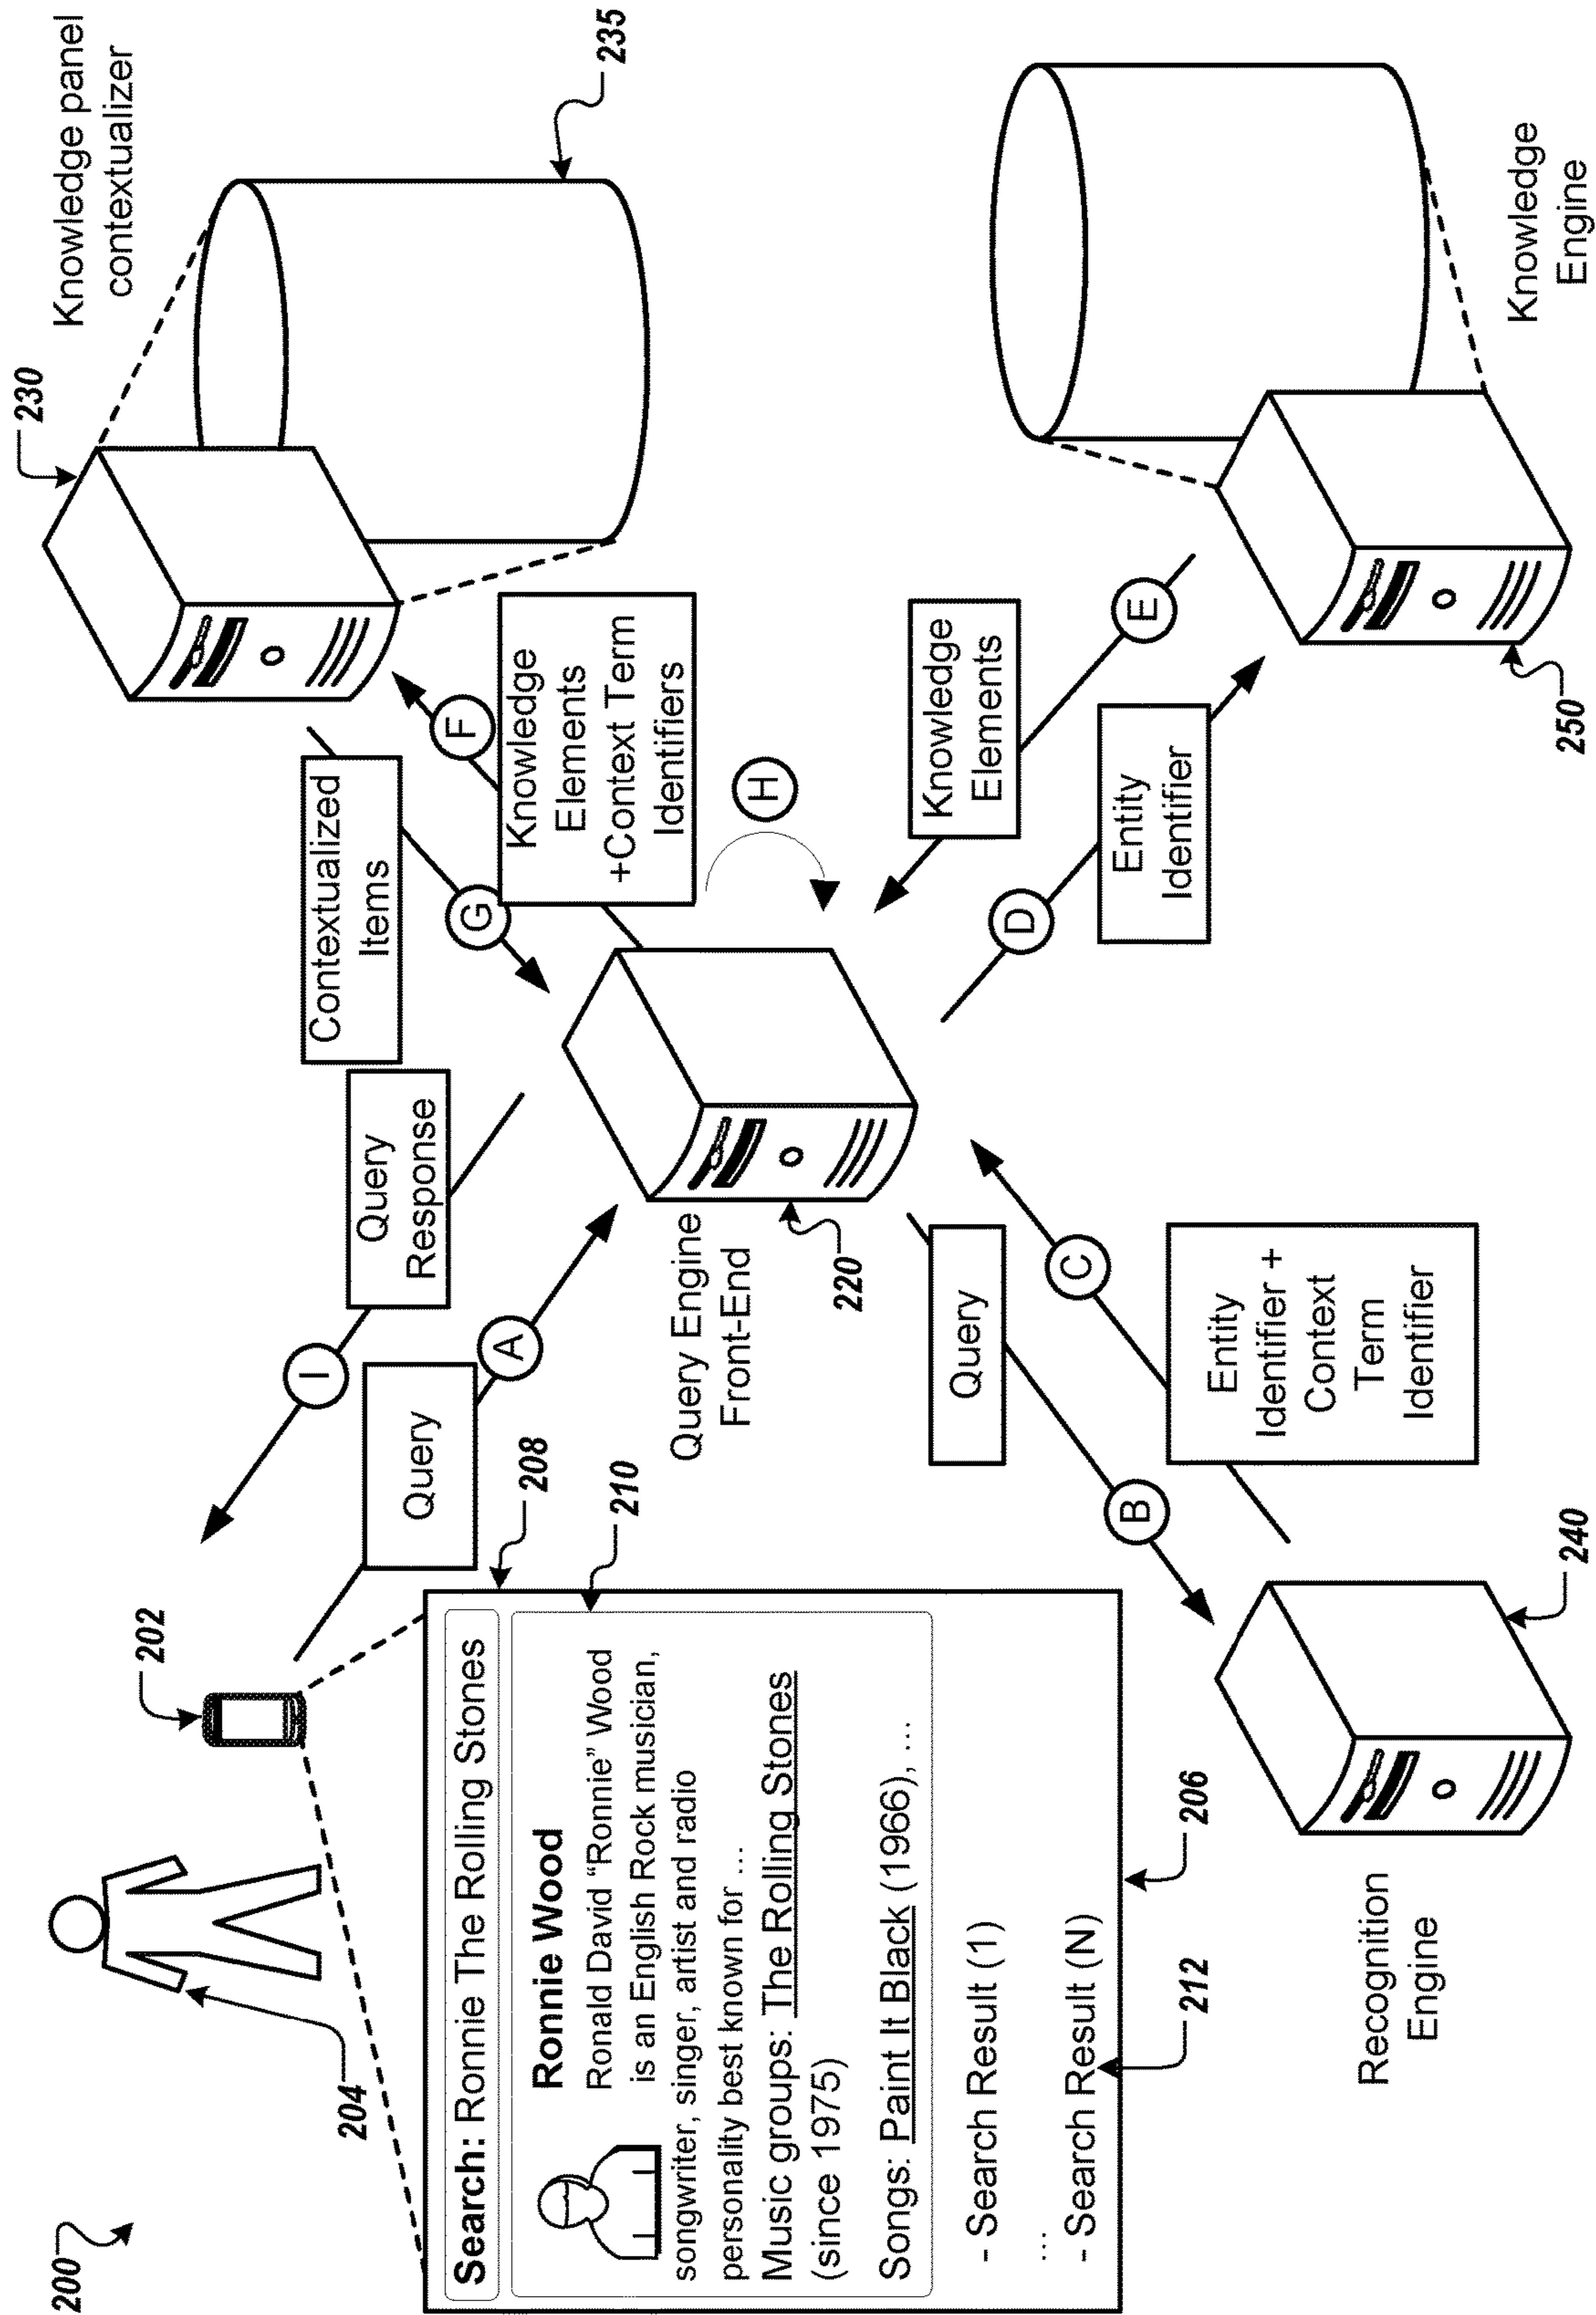 200
204
202
Search: Ronnie The Rolling Stones
208
210
Ronnie Wood
Ronald David “Ronnie” Wood
is an English Rock musician,
songwriter, singer, artist and radio
personality best known for ...
Music groups: The Rolling Stones
(since 1975)
Songs: Paint It Black (1966), ...
- Search Result (1)
...
- Search Result (N)
212
206
I
Query
Response
Query
A
Query Engine
Front-End
220
Contextualized
Items
G
F
Knowledge
Elements
+Context Term
Identifiers
H
230
Knowledge panel
contextualizer
235
Query
B
C
Entity
Identifier +
Context
Term
Identifier
Recognition
Engine
240
Knowledge
Elements
E
D
Entity
Identifier
250
Knowledge
Engine